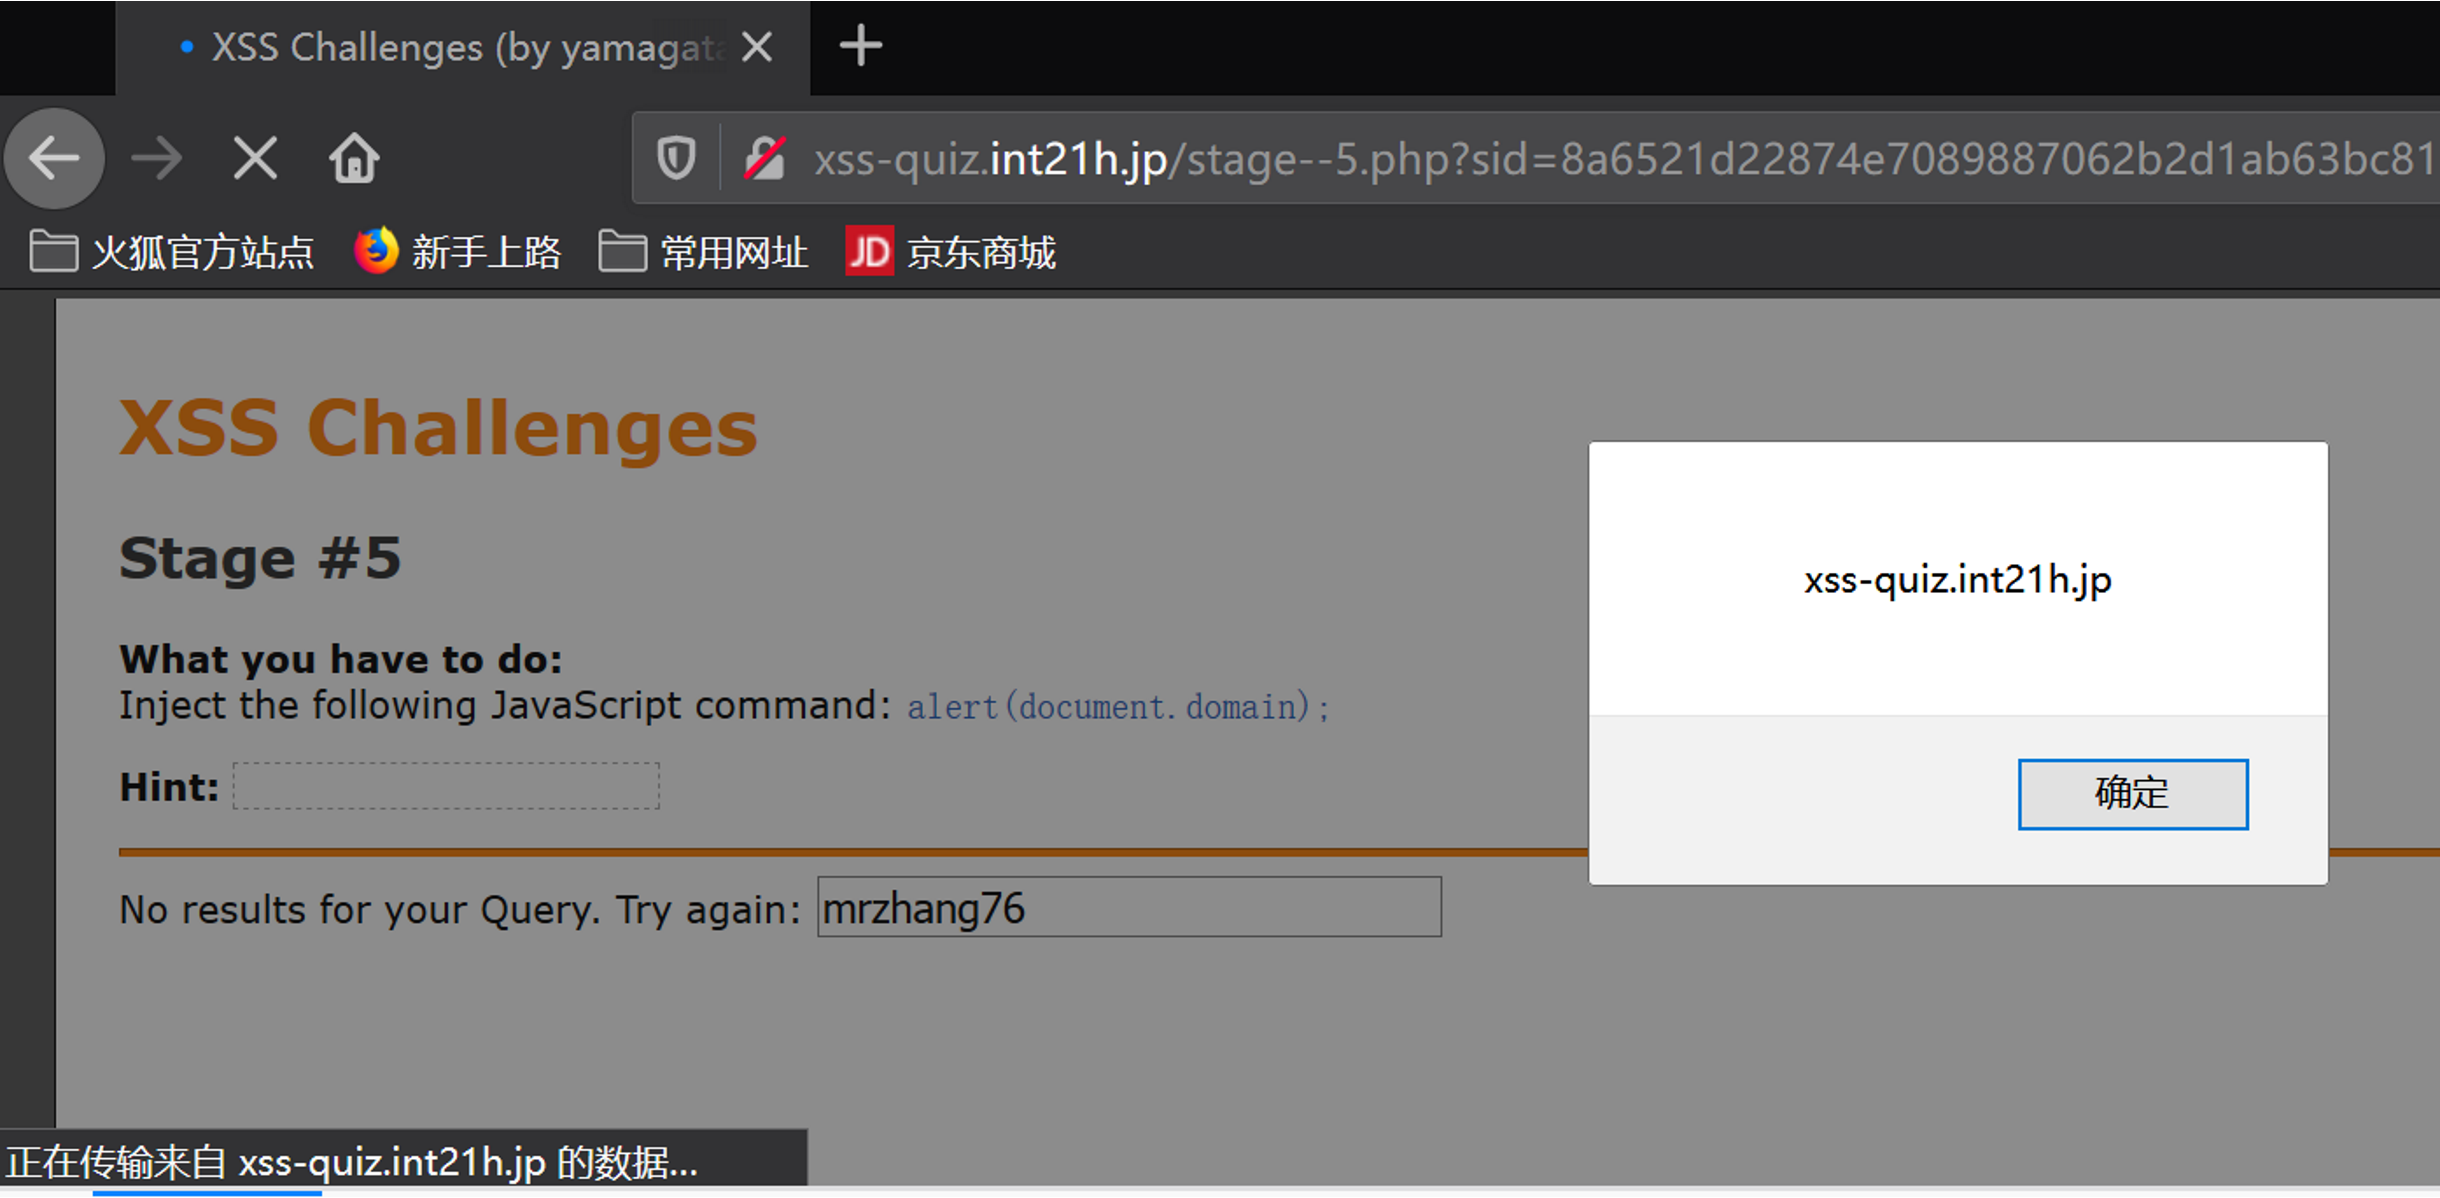 XSS Challenges (by yamagata
xss-quiz.int21h.jp/stage--5.php?sid=8a6521d22874e7089887062b2d1ab63bc81
火狐官方站点 新手上路 常用网址 JD 京东商城
XSS Challenges
Stage #5
What you have to do:
Inject the following JavaScript command: alert(document.domain);
Hint:
No results for your Query. Try again: mrzhang76
xss-quiz.int21h.jp
确定
正在传输来自 xss-quiz.int21h.jp 的数据...